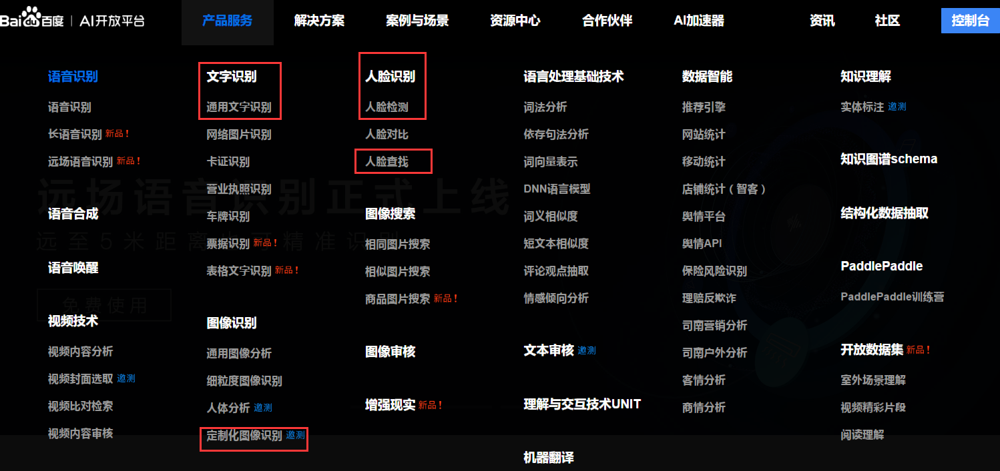 Bai du 百度 | AI开放平台
产品服务
解决方案
案例与场景
资源中心
合作伙伴
AI加速器
资讯
社区
控制台
语音识别
语音识别
长语音识别 新品！
远场语音识别 新品！
语音合成
语音唤醒
视频技术
视频内容分析
视频封面选取 邀测
视频比对检索
视频内容审核
文字识别
通用文字识别
网络图片识别
卡证识别
营业执照识别
车牌识别
票据识别 新品！
表格文字识别 新品！
图像识别
通用图像分析
细粒度图像识别
人体分析 邀测
定制化图像识别 邀测
人脸识别
人脸检测
人脸对比
人脸查找
图像搜索
相同图片搜索
相似图片搜索
商品图片搜索 新品！
图像审核
增强现实 新品！
语言处理基础技术
词法分析
依存句法分析
词向量表示
DNN语言模型
词义相似度
短文本相似度
评论观点抽取
情感倾向分析
文本审核 邀测
理解与交互技术UNIT
机器翻译
数据智能
推荐引擎
网站统计
移动统计
店铺统计（智客）
舆情平台
舆情API
保险风险识别
理赔反欺诈
司南营销分析
司南户外分析
客情分析
商情分析
知识理解
实体标注 邀测
知识图谱schema
结构化数据抽取
PaddlePaddle
PaddlePaddle训练营
开放数据集 新品！
室外场景理解
视频精彩片段
阅读理解
远场语音识别正式上线
远至5米距离 精准识别
免费使用